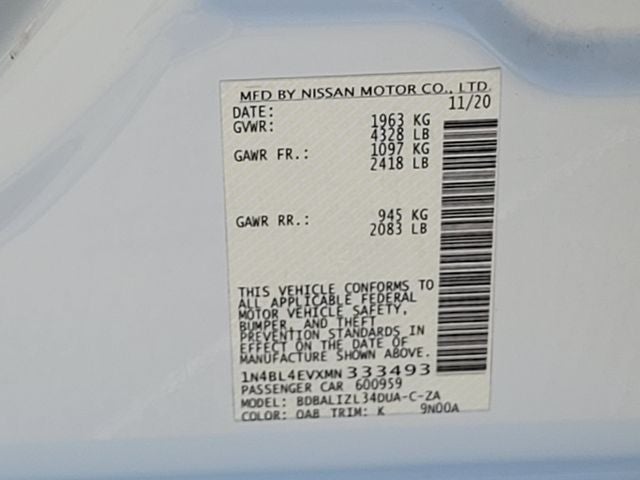 MFD BY NISSAN MOTOR CO., LTD.
DATE: 11/20
GVWR: 1963 KG
4328 LB
GAWR FR.: 1097 KG
2418 LB
GAWR RR.: 945 KG
2083 LB
THIS VEHICLE CONFORMS TO
ALL APPLICABLE FEDERAL
MOTOR VEHICLE SAFETY,
BUMPER, AND THEFT
PREVENTION STANDARDS IN
EFFECT ON THE DATE OF
MANUFACTURE SHOWN ABOVE.
1N4BL4EVXMN333493
PASSENGER CAR 600959
MODEL: BDBALIZL34DUA-C-ZA
COLOR: QAB TRIM: K 9N00A